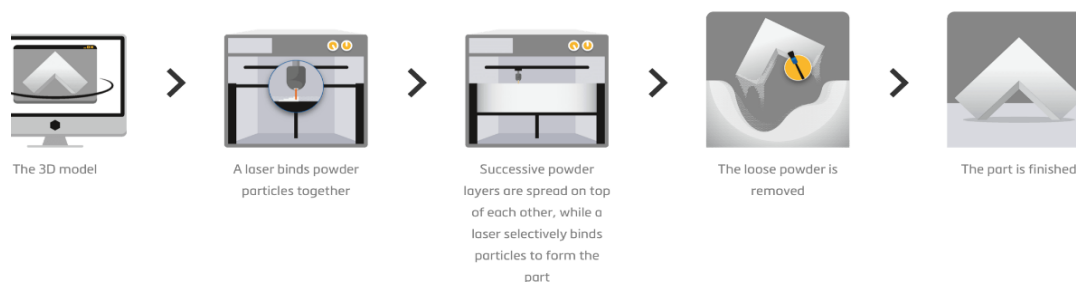 The 3D model
A laser binds powder
particles together
Successive powder
layers are spread on top
of each other, while a
laser selectively binds
particles to form the
part
The loose powder is
removed
The part is finished